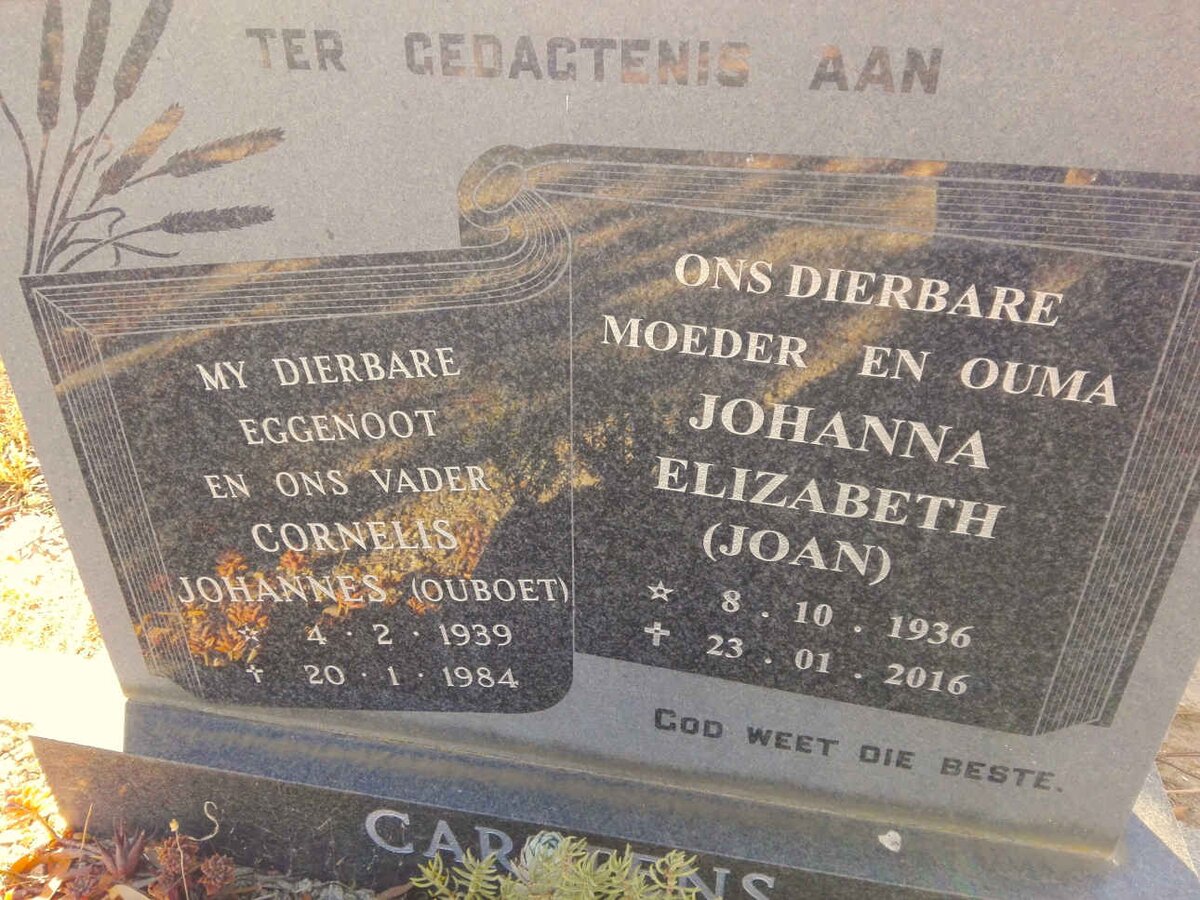 TER GEDAGTENIS AAN
MY DIERBARE
EGGENOOT
EN ONS VADER
CORNELIS
JOHANNES (OUBOET)
☆ 4 · 2 · 1939
✝ 20 · 1 · 1984
ONS DIERBARE
MOEDER EN OUMA
JOHANNA
ELIZABETH
(JOAN)
☆ 8 . 10 . 1936
✝ 23 . 01 . 2016
GOD WEET DIE BESTE.